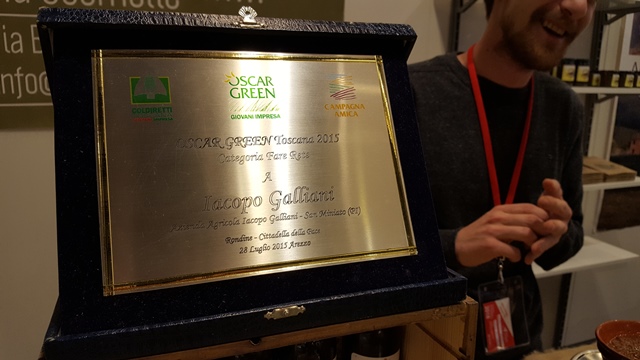 ia E
info@
COLDIRETTI
OSCAR
GREEN
GIOVANI IMPRESA
CAMPAGNA
AMICA
OSCAR GREEN Toscana 2015
Categoria Fare Rete
A
Iacopo Galliani
Azienda Agricola Iacopo Galliani - San Miniato (PI)
Rondine - Cittadella della Pace
28 Luglio 2015 Arezzo